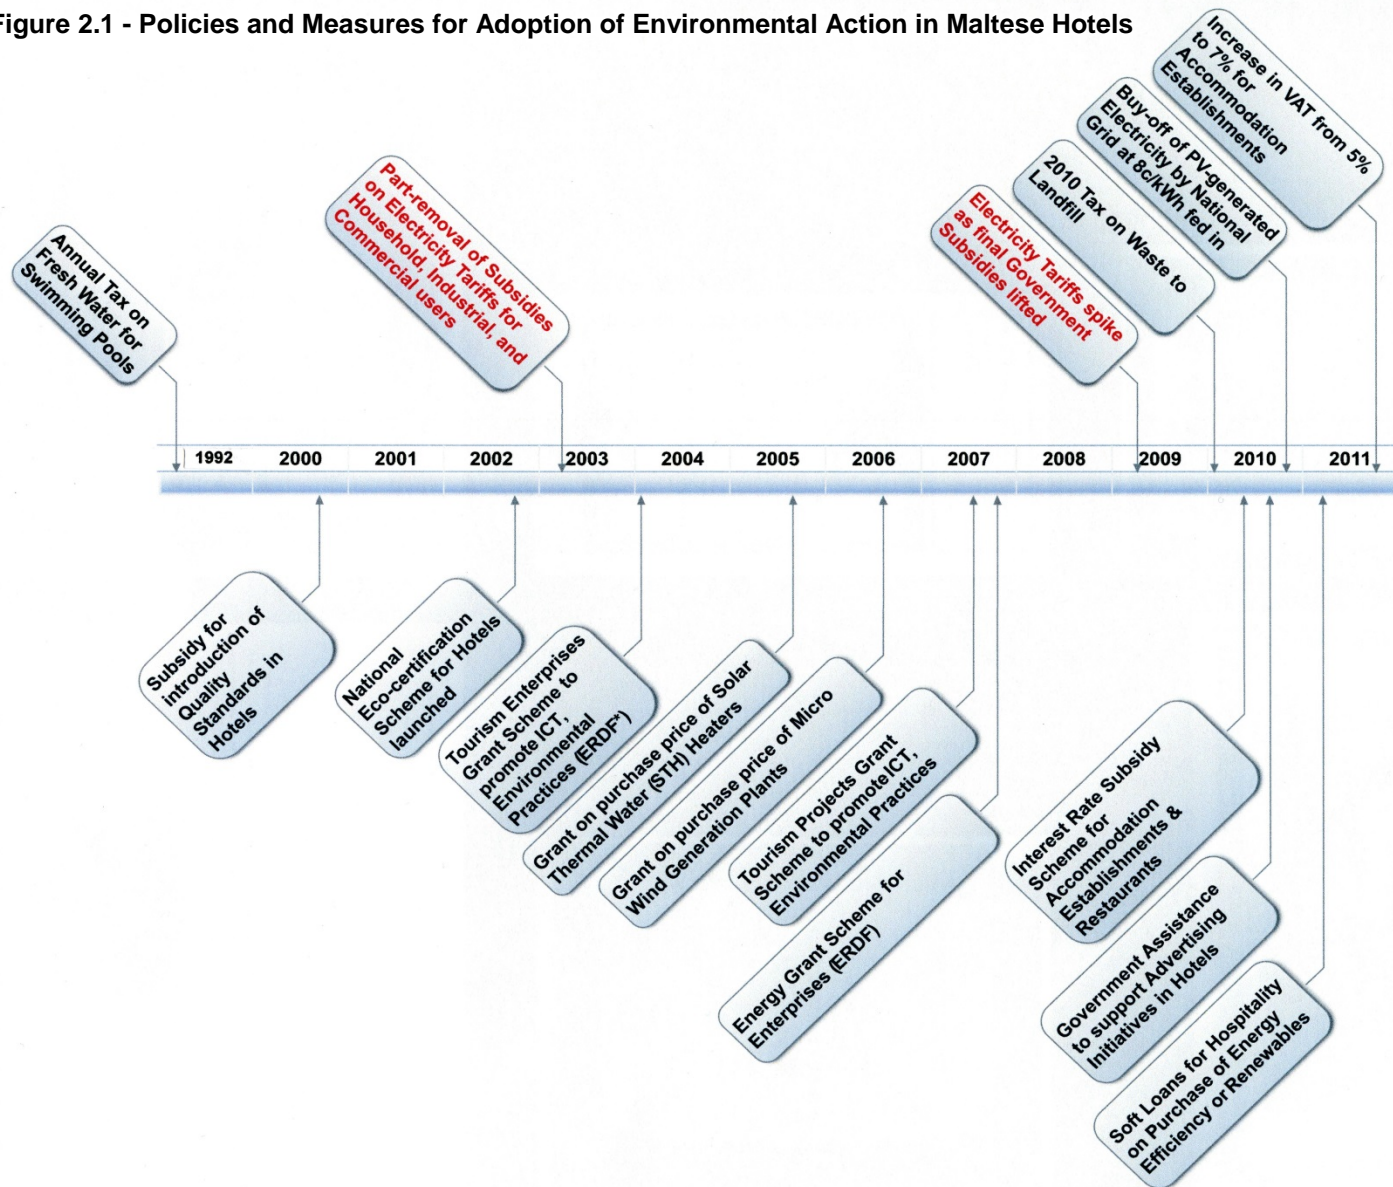 Figure 2.1 - Policies and Measures for Adoption of Environmental Action in Maltese Hotels
Annual Tax on
Fresh Water for
Swimming Pools
Part-removal of Subsidies
on Electricity Tariffs for
Household, Industrial, and
Commercial users
Electricity Tariffs spike
as final Government
Subsidies lifted
2010 Tax on Waste to
Landfill
Buy-off of PV-generated
Electricity by National
Grid at 8c/kWh fed in
Increase in VAT from 5%
to 7% for
Accommodation
Establishments
1992 2000 2001 2002 2003 2004 2005 2006 2007 2008 2009 2010 2011
Subsidy for
introduction of
Quality
Standards in
Hotels
National
Eco-certification
Scheme for Hotels
launched
Tourism Enterprises
Grant Scheme to
promote ICT,
Environmental
Practices (ERDF*)
Grant on purchase price of Solar
Thermal Water (STH) Heaters
Grant on purchase price of Micro
Wind Generation Plants
Tourism Projects Grant
Scheme to promote ICT,
Environmental Practices
Energy Grant Scheme for
Enterprises (ERDF)
Interest Rate Subsidy
Scheme for
Accommodation
Establishments &
Restaurants
Government Assistance
to support Advertising
Initiatives in Hotels
Soft Loans for Hospitality
on Purchase of Energy
Efficiency or Renewables